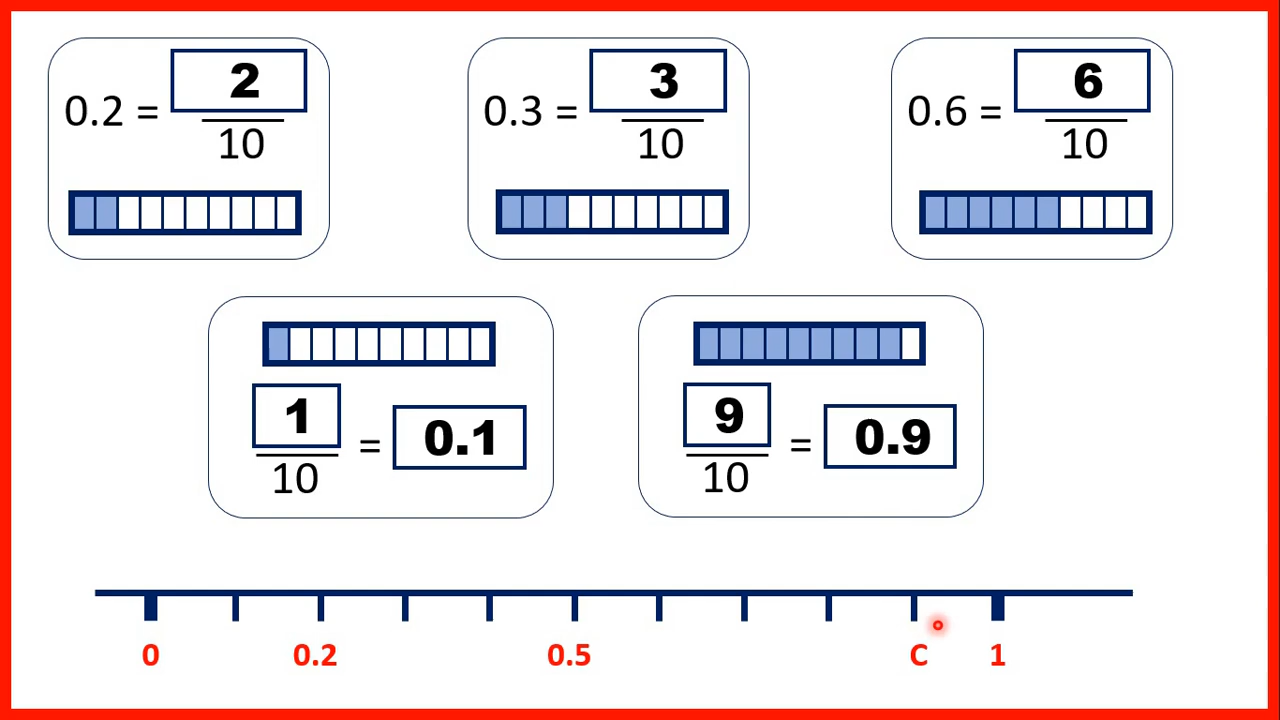 0.2 = 2/10
0.3 = 3/10
0.6 = 6/10
1/10 = 0.1
9/10 = 0.9
0 0.2 0.5 C 1